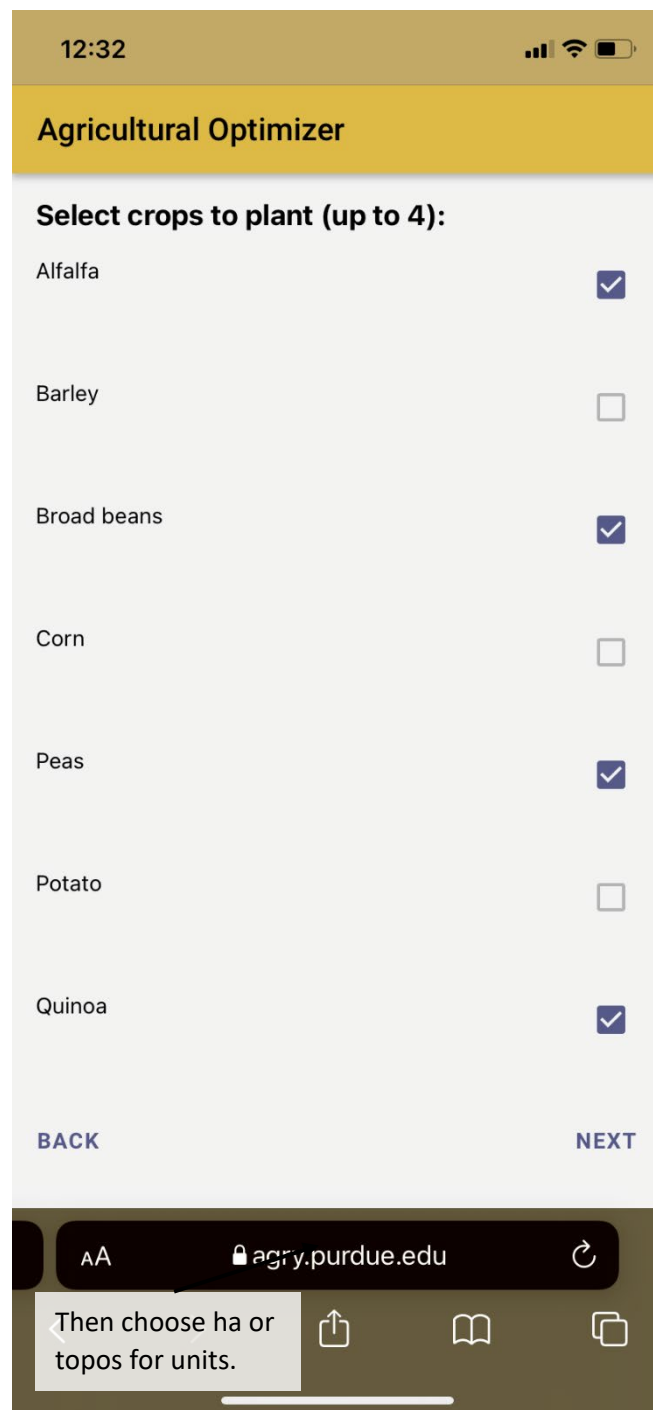 12:32
Agricultural Optimizer
Select crops to plant (up to 4):
Alfalfa
Barley
Broad beans
Corn
Peas
Potato
Quinoa
BACK
NEXT
AA
agry.purdue.edu
Then choose ha or
topos for units.